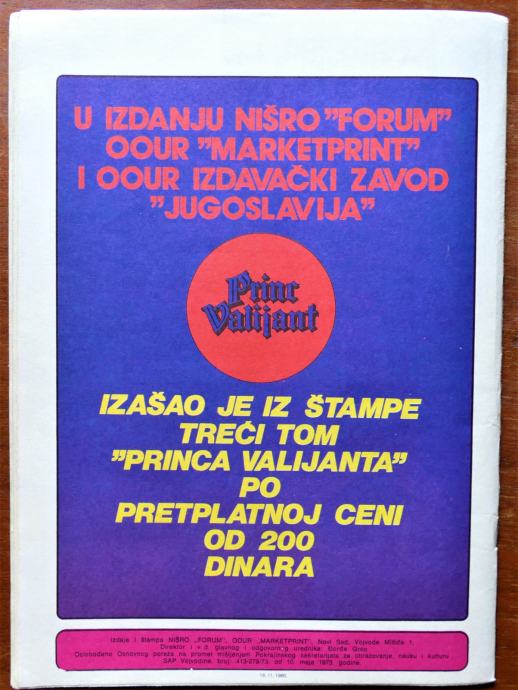 U IZDANJU NIŠRO "FORUM"
OOUR "MARKETPRINT"
I OOUR IZDAVAČKI ZAVOD
"JUGOSLAVIJA"
Princ
Valijant
IZAŠAO JE IZ ŠTAMPE
TREĆI TOM
"PRINCA VALIJANTA"
PO
PRETPLATNOJ CENI
OD 200
DINARA
Izdaje i štampa NIŠRO „FORUM", OOUR „MARKETPRINT", Novi Sad, Vojvode Mišića 1.
Direktor i v.d. glavnog i odgovornog urednika: Đorđe
Oslobođeno Osnovnog poreza na promet mišljenjem Pokrajinskog sekretarijata za obrazovanje, nauku i kulturu
SAP Vojvodine, broj. 413-279/73. od 10. maja 1973. godine.